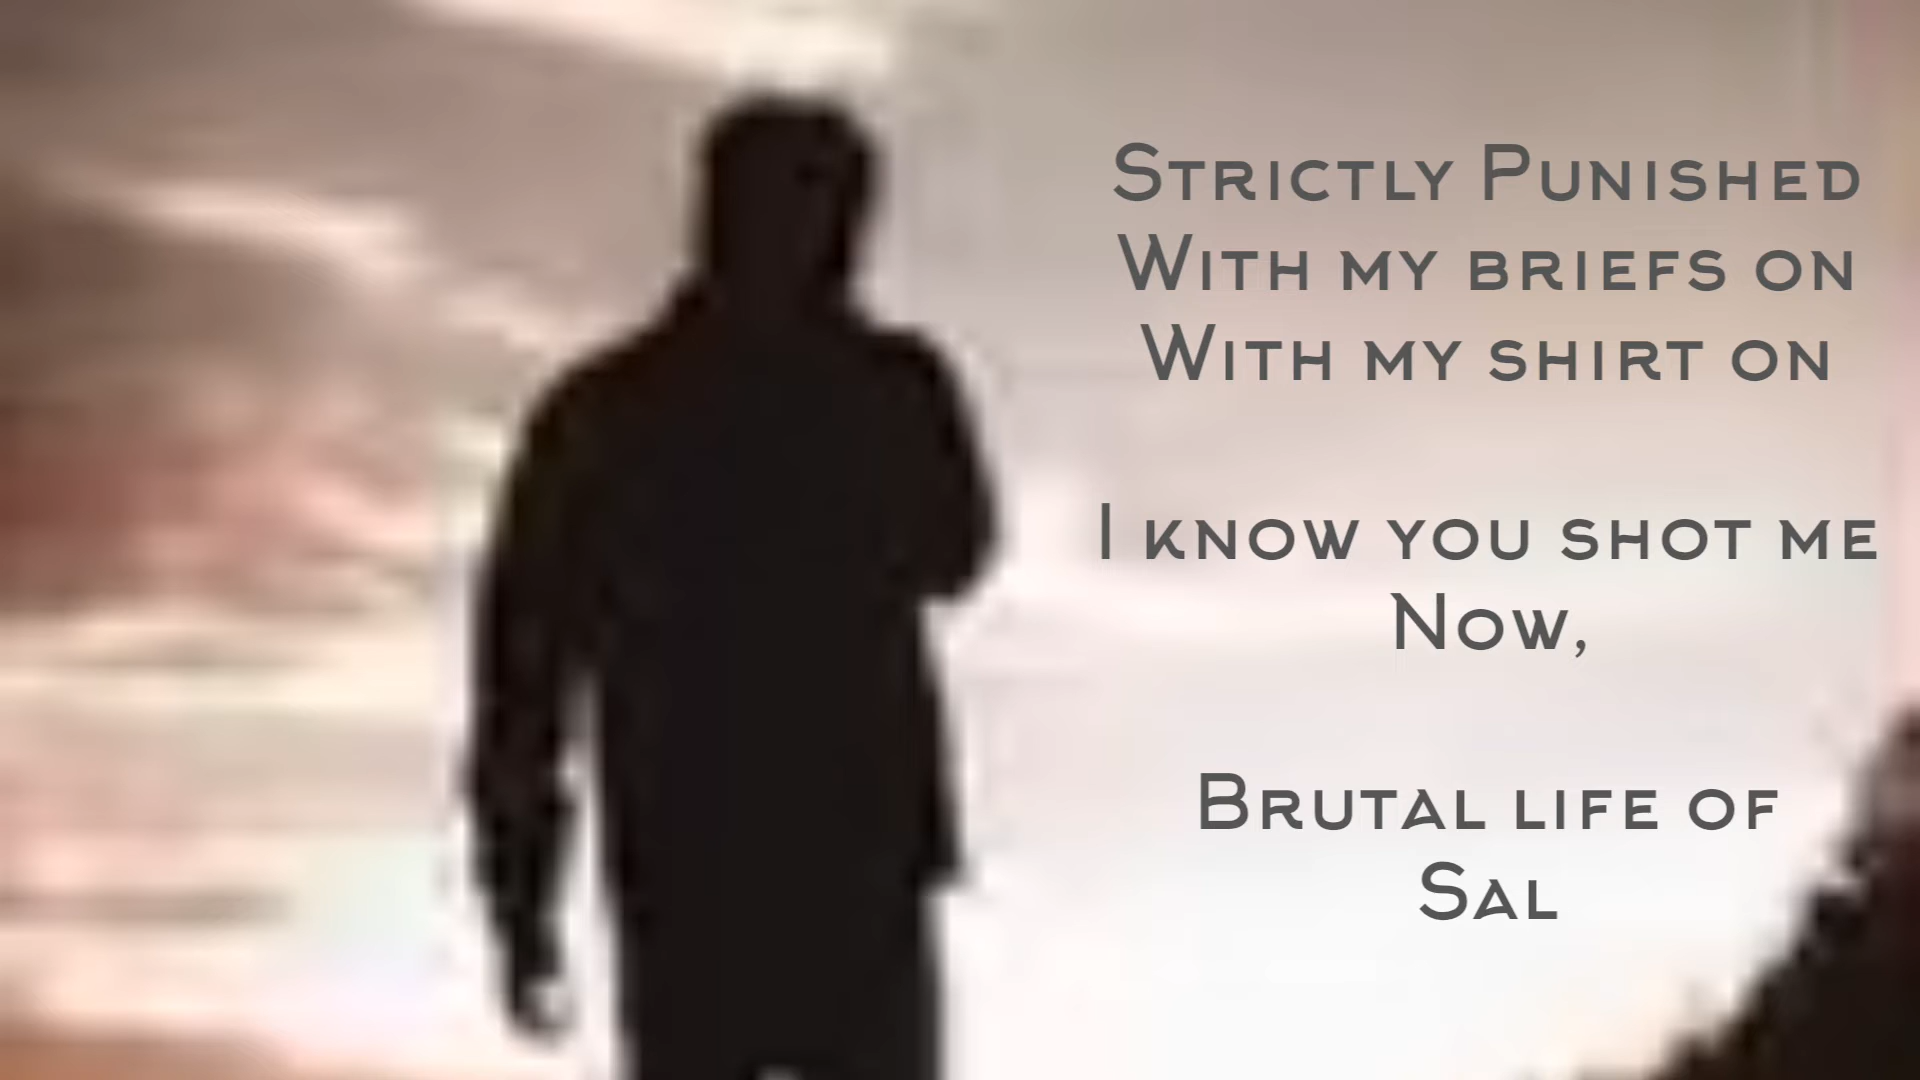 Strictly Punished
With my briefs on
With my shirt on
I know you shot me
Now,
Brutal life of
Sal